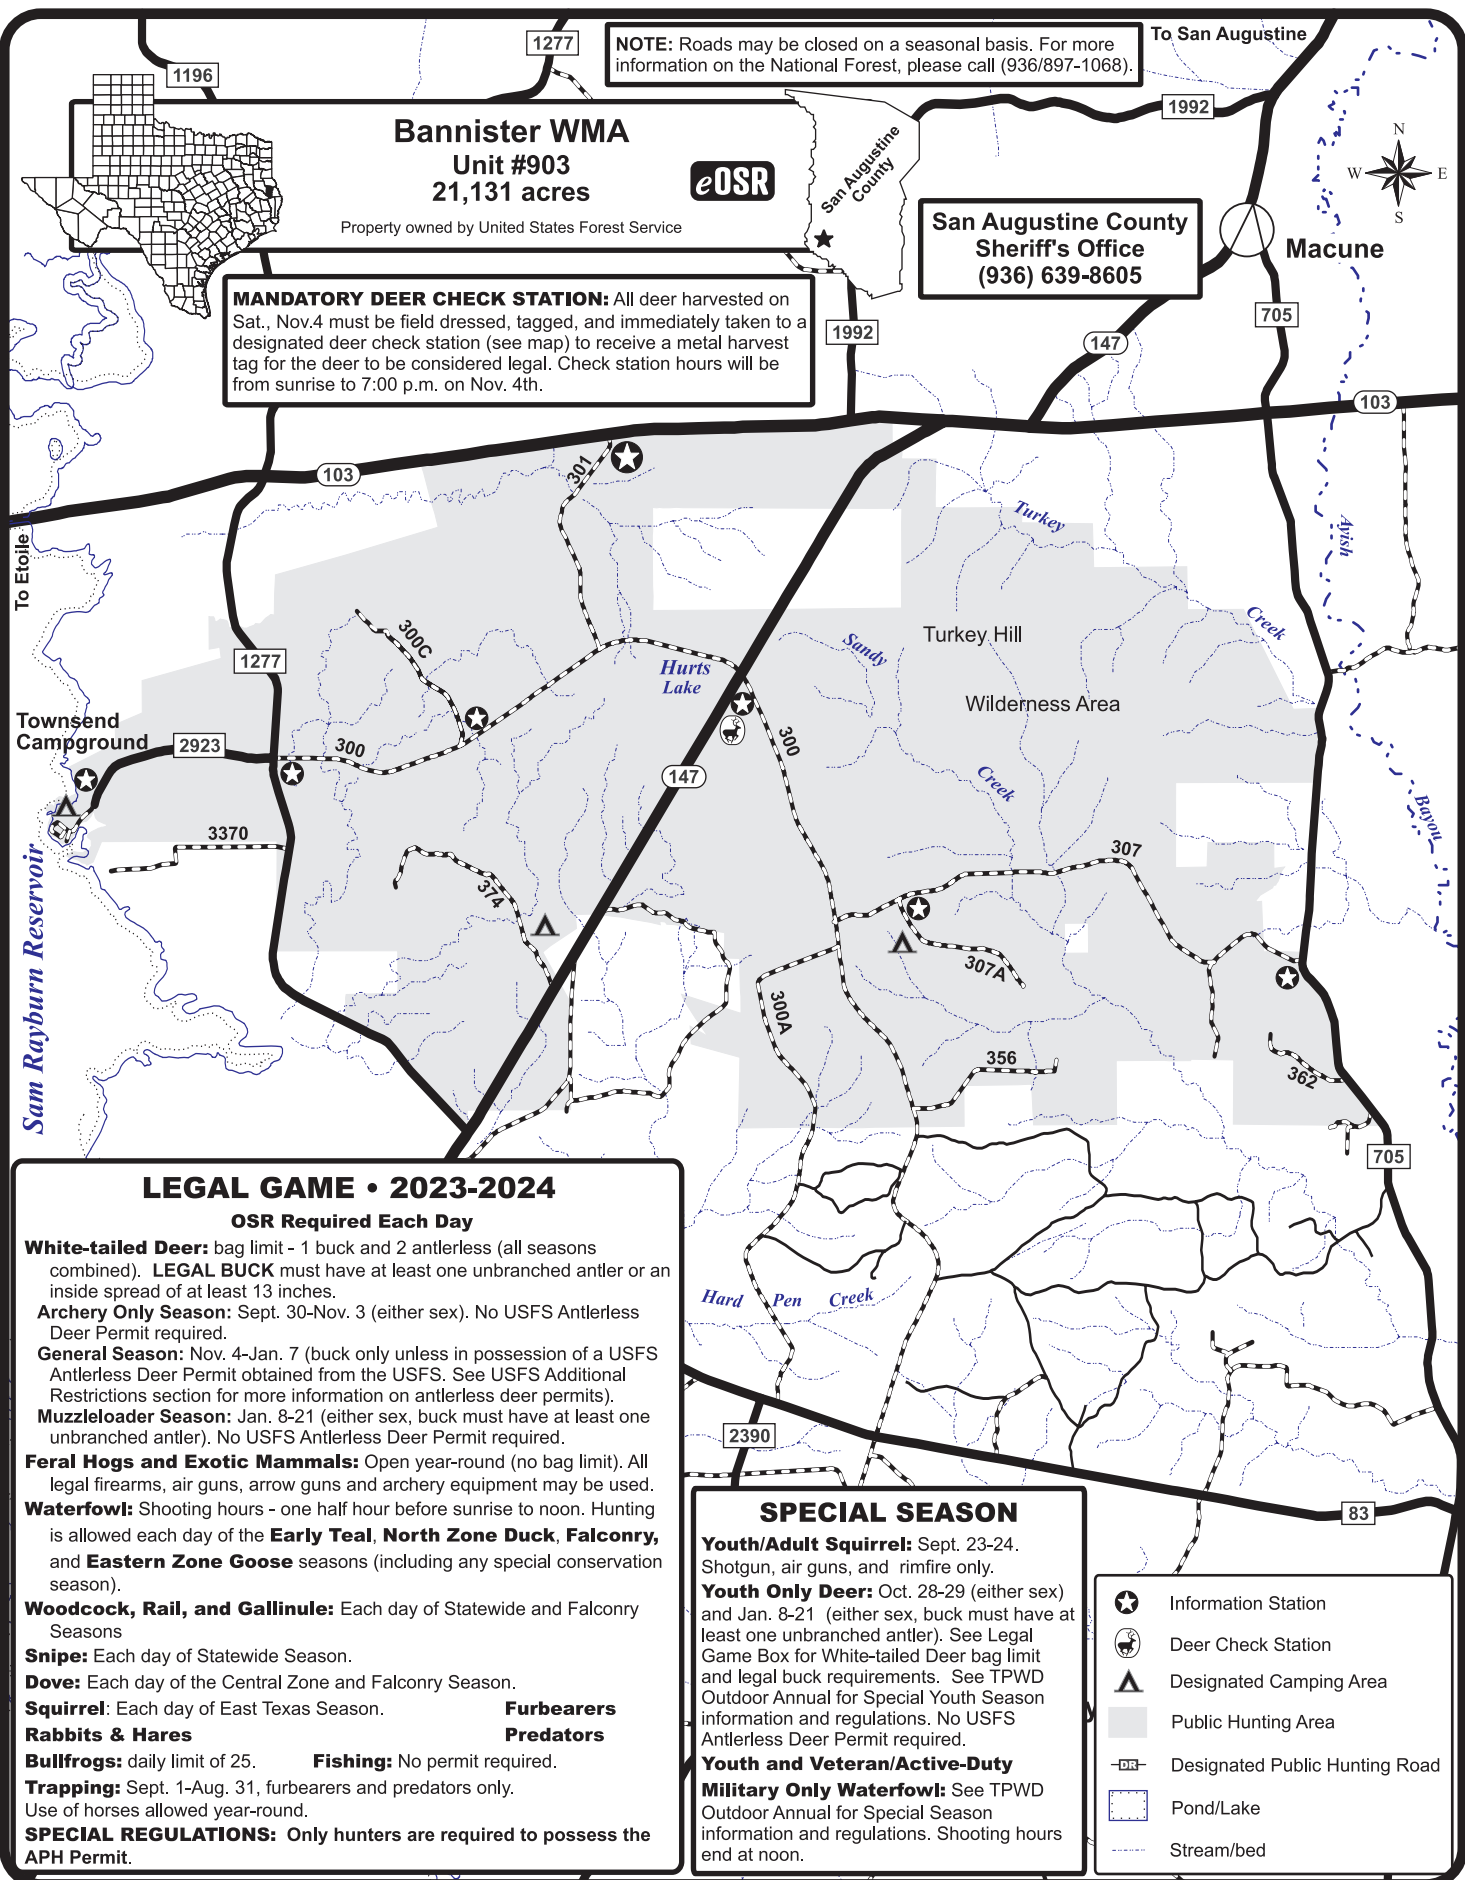 1277
NOTE: Roads may be closed on a seasonal basis. For more
information on the National Forest, please call (936/897-1068).
To San Augustine
1196
1992
Bannister WMA
Unit #903
21,131 acres
Property owned by United States Forest Service
eOSR
San Augustine
County
N
W
E
S
San Augustine County
Sheriff's Office
(936) 639-8605
Macune
MANDATORY DEER CHECK STATION: All deer harvested on
Sat., Nov.4 must be field dressed, tagged, and immediately taken to a
designated deer check station (see map) to receive a metal harvest
tag for the deer to be considered legal. Check station hours will be
from sunrise to 7:00 p.m. on Nov. 4th.
1992
705
147
103
103
301
To Etoile
Turkey
Creek
Ayish
Bayou
300C
Sandy
Creek
Turkey Hill
Wilderness Area
1277
Hurts
Lake
Townsend
Campground
2923
300
300
147
3370
374
307
307A
300A
356
362
Sam Rayburn Reservoir
705
Hard Pen Creek
2390
83
LEGAL GAME • 2023-2024
OSR Required Each Day
White-tailed Deer: bag limit - 1 buck and 2 antlerless (all seasons
combined). LEGAL BUCK must have at least one unbranched antler or an
inside spread of at least 13 inches.
Archery Only Season: Sept. 30-Nov. 3 (either sex). No USFS Antlerless
Deer Permit required.
General Season: Nov. 4-Jan. 7 (buck only unless in possession of a USFS
Antlerless Deer Permit obtained from the USFS. See USFS Additional
Restrictions section for more information on antlerless deer permits).
Muzzleloader Season: Jan. 8-21 (either sex, buck must have at least one
unbranched antler). No USFS Antlerless Deer Permit required.
Feral Hogs and Exotic Mammals: Open year-round (no bag limit). All
legal firearms, air guns, arrow guns and archery equipment may be used.
Waterfowl: Shooting hours - one half hour before sunrise to noon. Hunting
is allowed each day of the Early Teal, North Zone Duck, Falconry,
and Eastern Zone Goose seasons (including any special conservation
season).
Woodcock, Rail, and Gallinule: Each day of Statewide and Falconry
Seasons
Snipe: Each day of Statewide Season.
Dove: Each day of the Central Zone and Falconry Season.
Squirrel: Each day of East Texas Season. Furbearers
Rabbits & Hares Predators
Bullfrogs: daily limit of 25. Fishing: No permit required.
Trapping: Sept. 1-Aug. 31, furbearers and predators only.
Use of horses allowed year-round.
SPECIAL REGULATIONS: Only hunters are required to possess the
APH Permit.
SPECIAL SEASON
Youth/Adult Squirrel: Sept. 23-24.
Shotgun, air guns, and rimfire only.
Youth Only Deer: Oct. 28-29 (either sex)
and Jan. 8-21 (either sex, buck must have at
least one unbranched antler). See Legal
Game Box for White-tailed Deer bag limit
and legal buck requirements. See TPWD
Outdoor Annual for Special Youth Season
information and regulations. No USFS
Antlerless Deer Permit required.
Youth and Veteran/Active-Duty
Military Only Waterfowl: See TPWD
Outdoor Annual for Special Season
information and regulations. Shooting hours
end at noon.
Information Station
Deer Check Station
Designated Camping Area
Public Hunting Area
DR Designated Public Hunting Road
Pond/Lake
Stream/bed